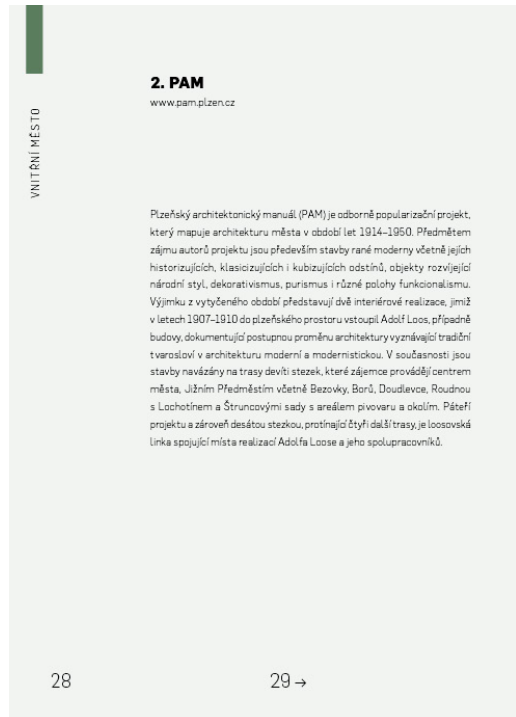 VNITŘNÍ MĚSTO
2. PAM
www.pam.plzen.cz
Plzeňský architektonický manuál (PAM) je odborně popularizační projekt,
který mapuje architekturu města v období let 1914–1950. Předmětem
zájmu autorů projektu jsou především stavby rané moderny včetně jejích
historizujících, klasicizujících i kubizujících odstínů, objekty rozvíjející
národní styl, dekorativismus, purismus i různé polohy funkcionalismu.
Výjimku z vytyčeného období představují dvě interiérové realizace, jimiž
v letech 1907–1910 do plzeňského prostoru vstoupil Adolf Loos, případně
budovy, dokumentující postupnou proměnu architektury vyznávající tradiční
tvarosloví v architekturu moderní a modernistickou. V současnosti jsou
stavby navázány na trasy devíti stezek, které zájemce provádějí centrem
města, Jižním Předměstím včetně Bezovky, Borů, Doudlevce, Roudnou
s Lochotínem a Štruncovými sady s areálem pivovaru a okolím. Páteří
projektu a zároveň desátou stezkou, protínající čtyři další trasy, je loosovská
linka spojující místa realizací Adolfa Loose a jeho spolupracovníků.
28
29 →